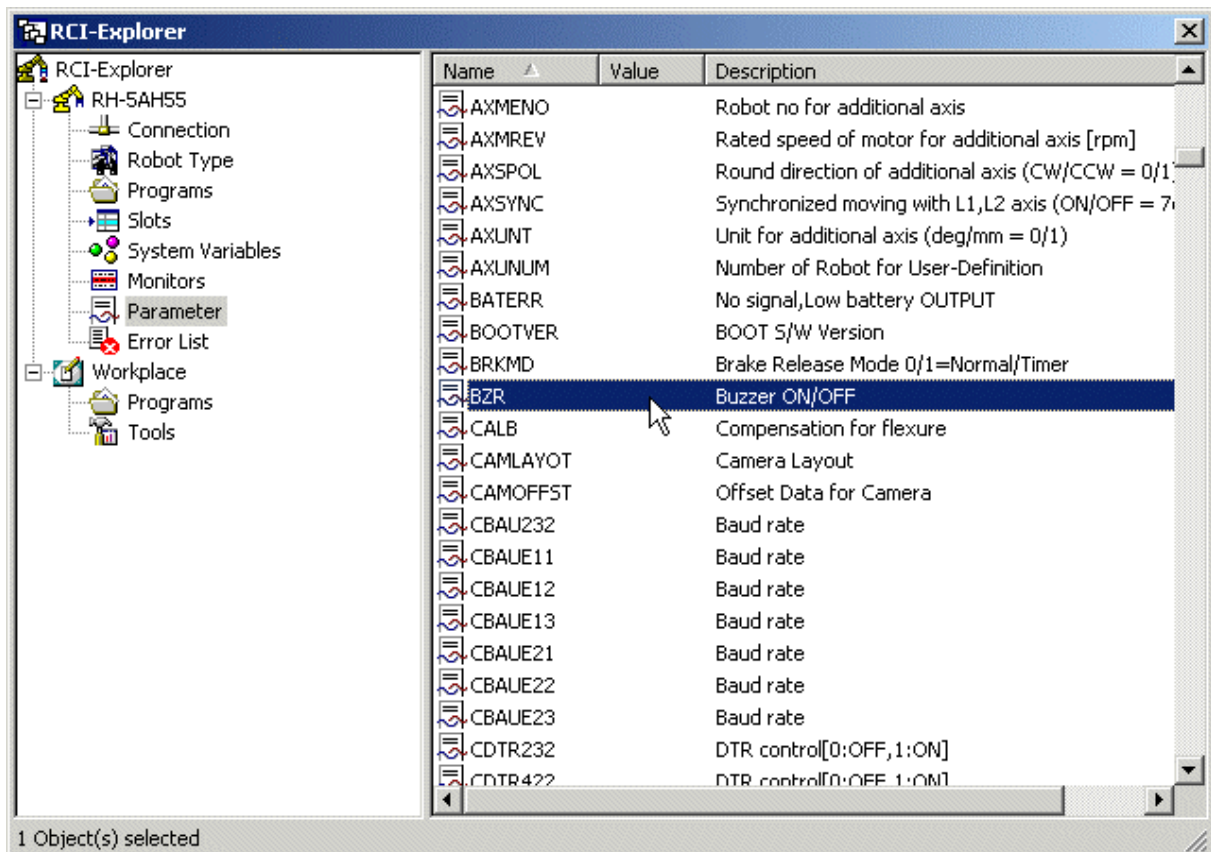 RCI-Explorer
RCI-Explorer
RH-5AH55
Connection
Robot Type
Programs
Slots
System Variables
Monitors
Parameter
Error List
Workplace
Programs
Tools
Name Value Description
AXMENO Robot no for additional axis
AXMREV Rated speed of motor for additional axis [rpm]
AXSPOL Round direction of additional axis (CW/CCW = 0/1)
AXSYNC Synchronized moving with L1,L2 axis (ON/OFF =
AXUNT Unit for additional axis (deg/mm = 0/1)
AXUNUM Number of Robot for User-Definition
BATERR No signal,Low battery OUTPUT
BOOTVER BOOT S/W Version
BRKMD Brake Release Mode 0/1=Normal/Timer
BZR Buzzer ON/OFF
CALB Compensation for flexure
CAMLAYOT Camera Layout
CAMOFFST Offset Data for Camera
CBAU232 Baud rate
CBAUE11 Baud rate
CBAUE12 Baud rate
CBAUE13 Baud rate
CBAUE21 Baud rate
CBAUE22 Baud rate
CBAUE23 Baud rate
CDTR232 DTR control[0:OFF,1:ON]
CDTR422 DTR control[0:OFF,1:ON]
1 Object(s) selected